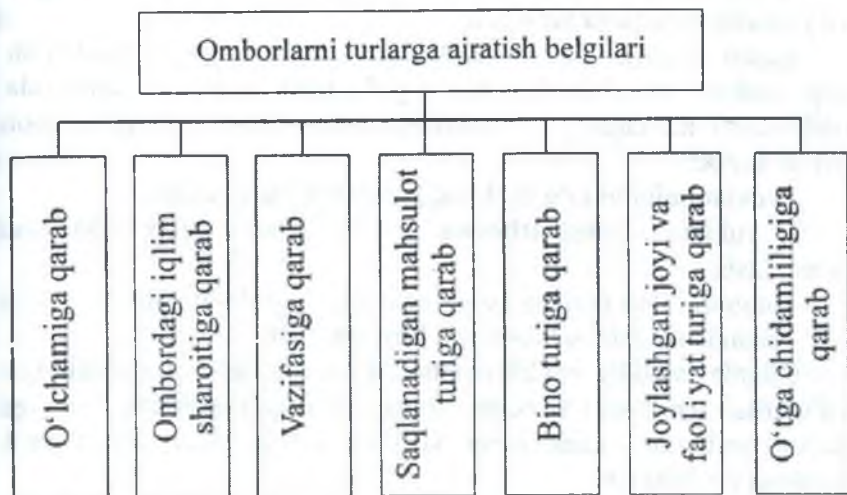 Omborlarni turlarga ajratish belgilari
O‘lchamiga qarab
Ombordagi iqlim
sharoitiga qarab
Vazifasiga qarab
Saqlanadigan mahsulot
turiga qarab
Bino turiga qarab
Joylashgan joyi va
faoliyat turiga qarab
O‘tga chidamliligiga
qarab